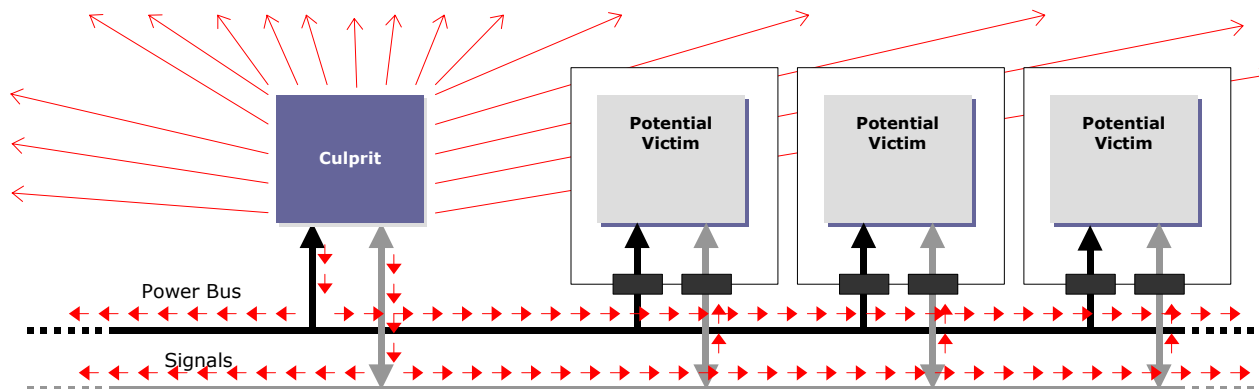 Culprit
Potential
Victim
Potential
Victim
Potential
Victim
Power Bus
Signals